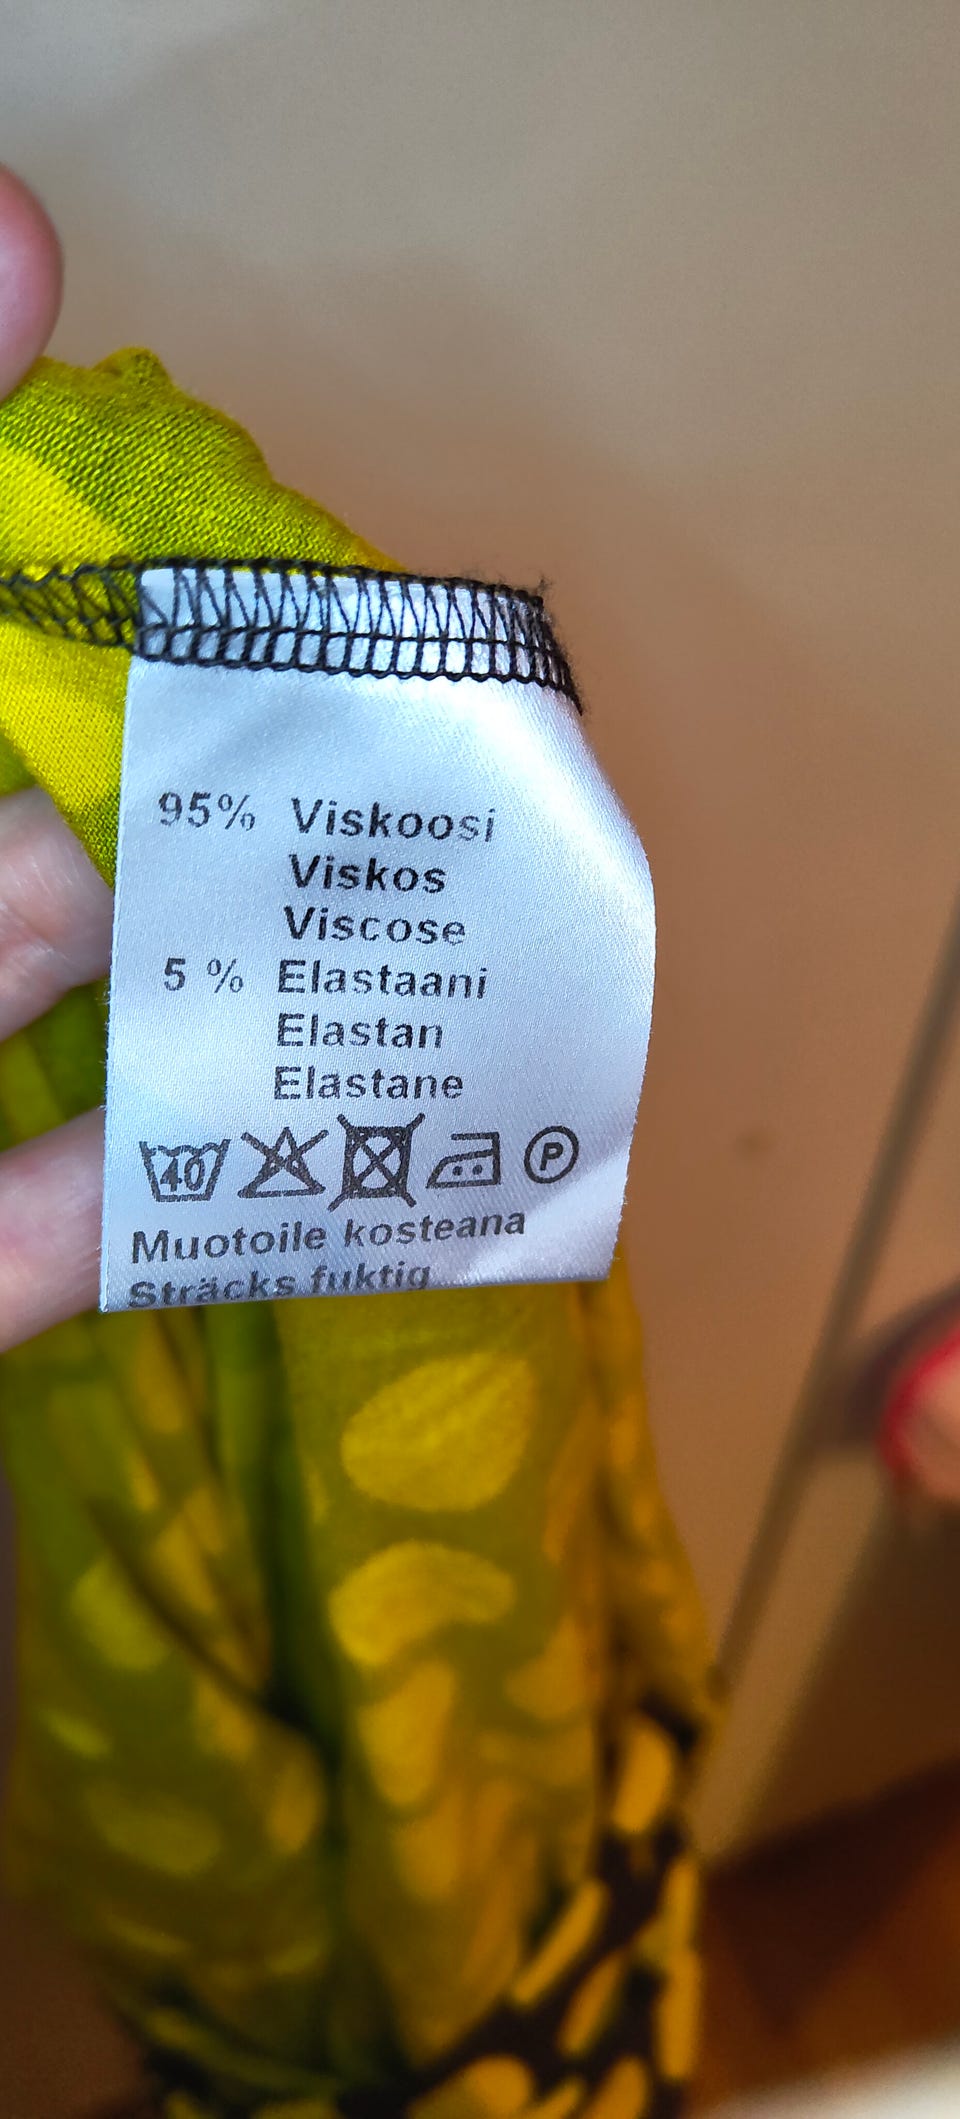 95% Viskoosi
Viskos
Viscose
5 % Elastaani
Elastan
Elastane
40 P
Muotoile kosteana
Sträcks fuktig